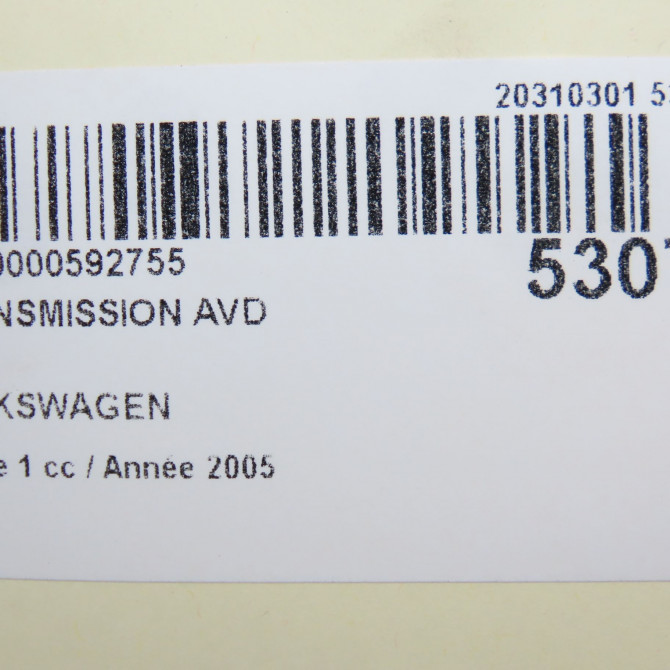 20310301 5
0000592755
530
NSMISSION AVD
KSWAGEN
e 1 cc / Année 2005